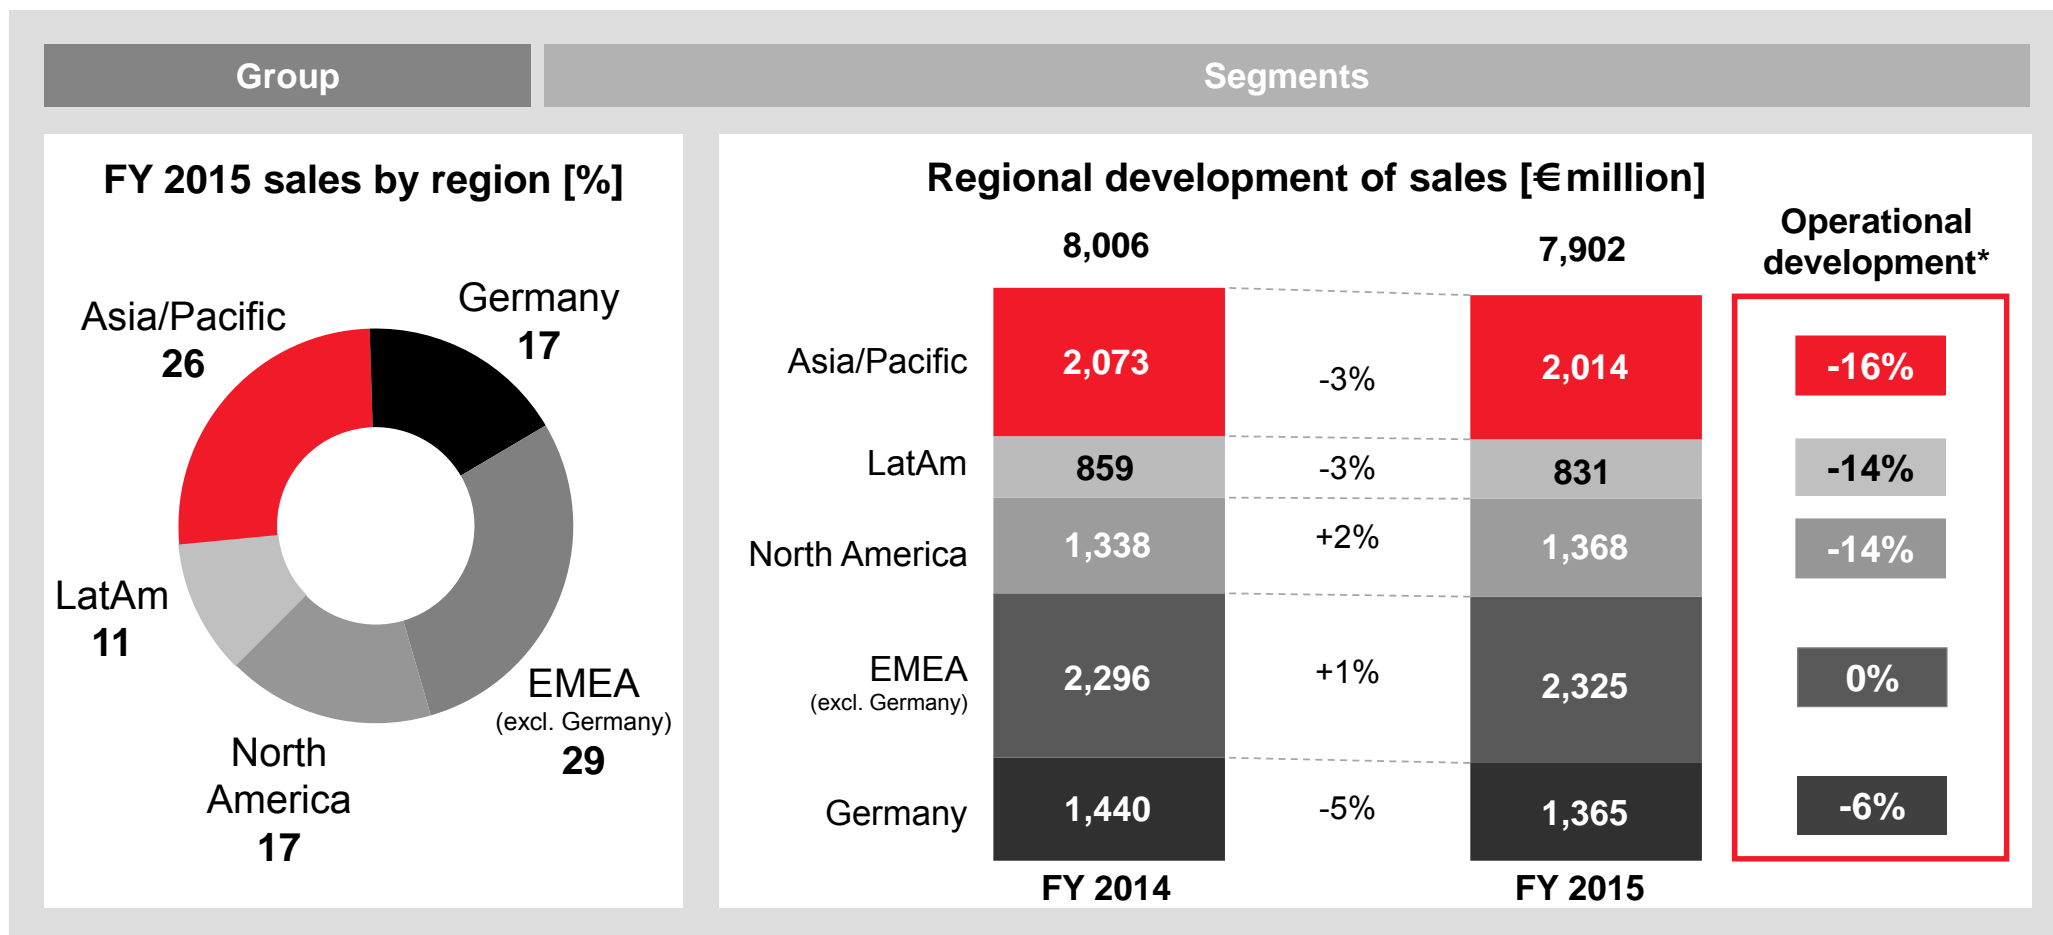 Group
Segments
FY 2015 sales by region [%]
Asia/Pacific
26
Germany
17
LatAm
11
EMEA
(excl. Germany)
29
North
America
17
Regional development of sales [€ million]
Operational
development*
8,006
7,902
Asia/Pacific
2,073
-3%
2,014
-16%
LatAm
859
-3%
831
-14%
North America
1,338
+2%
1,368
-14%
EMEA
(excl. Germany)
2,296
+1%
2,325
0%
Germany
1,440
-5%
1,365
-6%
FY 2014
FY 2015